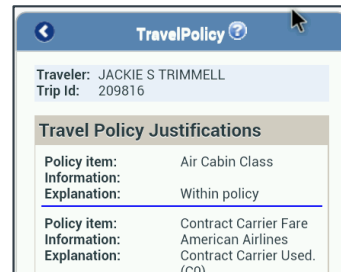 TravelPolicy ?
Traveler: JACKIE S TRIMMELL
Trip Id: 209816
Travel Policy Justifications
Policy item: Air Cabin Class
Information:
Explanation: Within policy
Policy item: Contract Carrier Fare
Information: American Airlines
Explanation: Contract Carrier Used.
(C0)